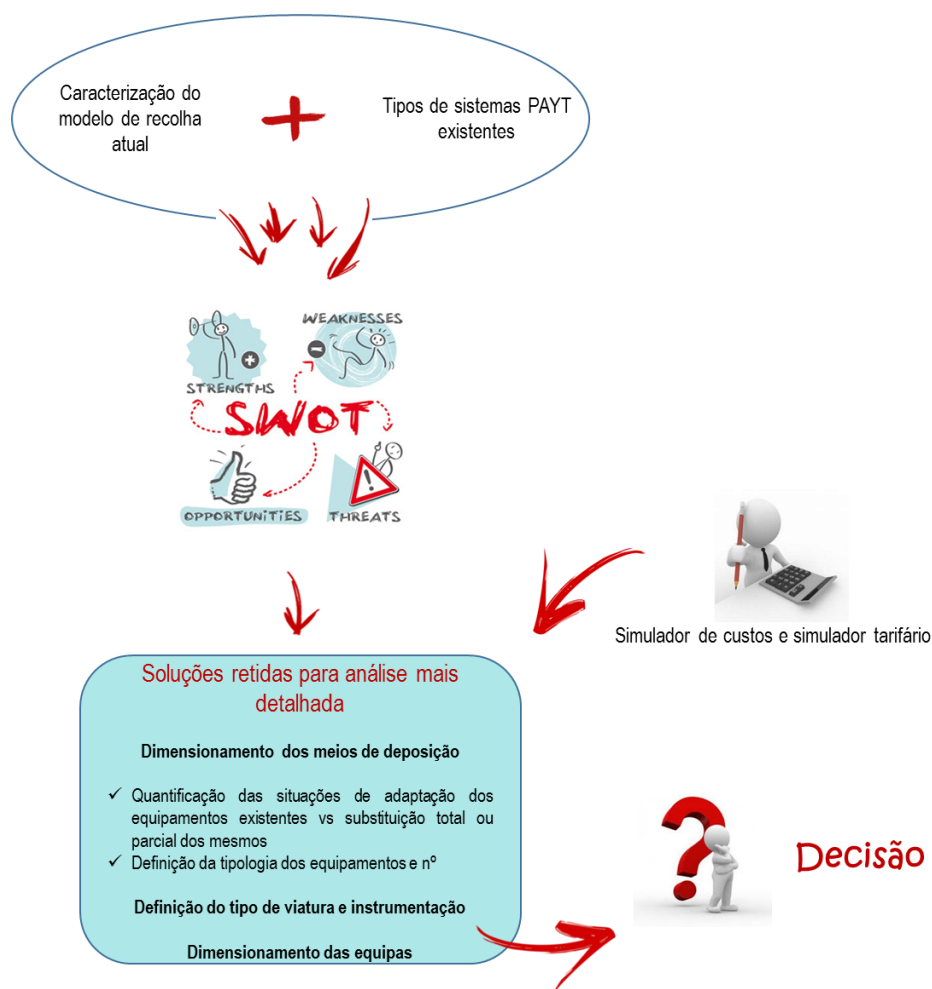 Caracterização do
modelo de recolha
atual
Tipos de sistemas PAYT
existentes
WEAKNESSES
STRENGTHS
SWOT
OPPORTUNITIES
THREATS
Simulador de custos e simulador tarifário
Soluções retidas para análise mais
detalhada
Dimensionamento dos meios de deposição
✓ Quantificação das situações de adaptação dos
equipamentos existentes vs substituição total ou
parcial dos mesmos
✓ Definição da tipologia dos equipamentos e nº
Definição do tipo de viatura e instrumentação
Dimensionamento das equipas
Decisão